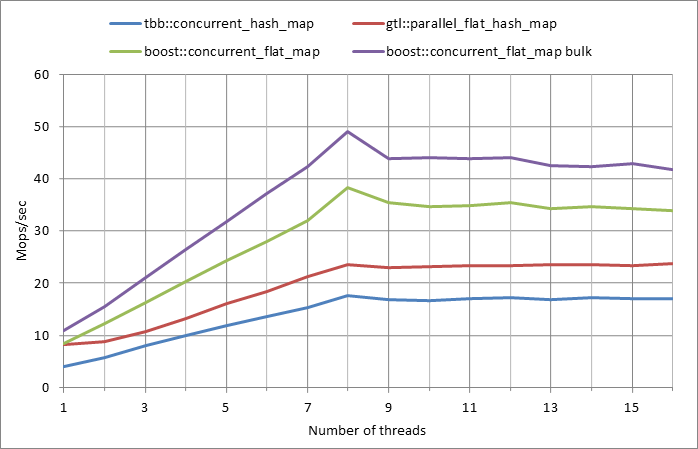 tbb::concurrent_hash_map
gtl::parallel_flat_hash_map
boost::concurrent_flat_map
boost::concurrent_flat_map bulk
60
50
40
30
20
10
0
Mops/sec
1
3
5
7
9
11
13
15
Number of threads